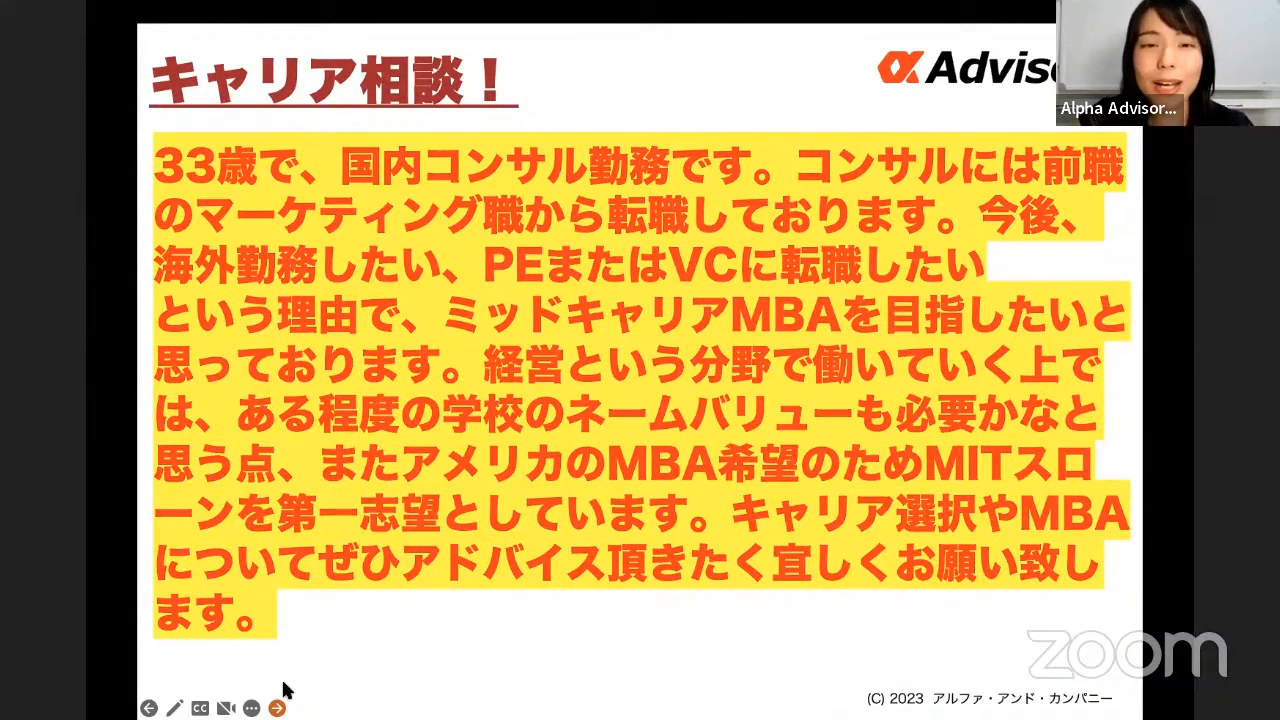 キャリア相談！
Advis
Alpha Advisor...
33歳で、国内コンサル勤務です。コンサルには前職
のマーケティング職から転職しております。今後、
海外勤務したい、PEまたはVCに転職したい
という理由で、ミッドキャリアMBAを目指したいと
思っております。経営という分野で働いていく上で
は、ある程度の学校のネームバリューも必要かなと
思う点、またアメリカのMBA希望のためMITスロ
ーンを第一志望としています。キャリア選択やMBA
についてぜひアドバイス頂きたく宜しくお願い致し
ます。
zoom
CC
(C) 2023 アルファ・アンド・カンパニー